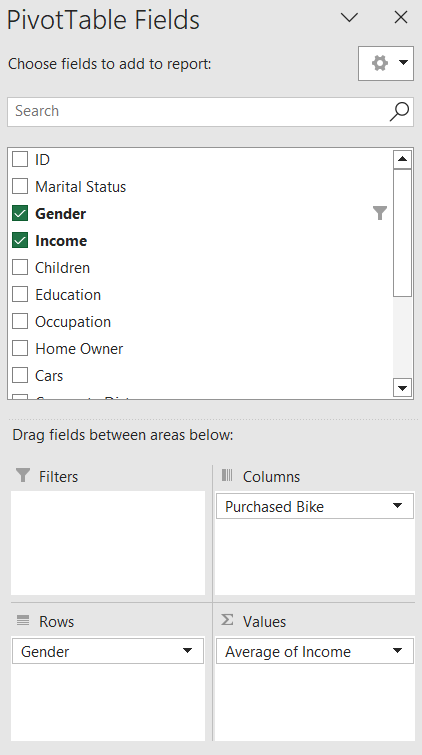 PivotTable Fields
Choose fields to add to report:
Search
ID
Marital Status
Gender
Income
Children
Education
Occupation
Home Owner
Cars
Drag fields between areas below:
Filters
Columns
Purchased Bike
Rows
Σ Values
Gender
Average of Income